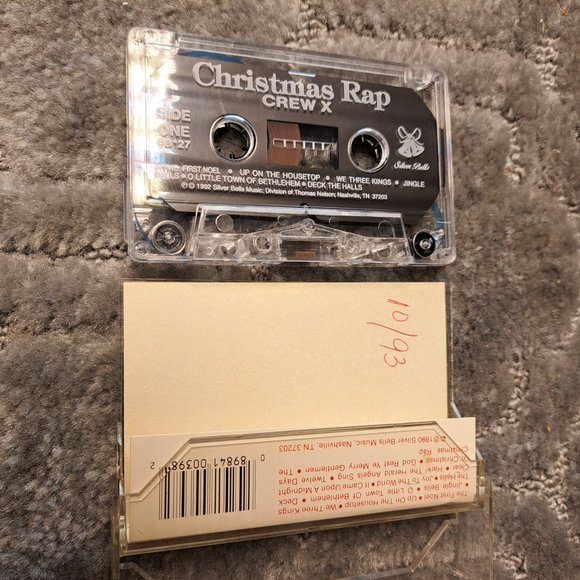 Christmas Rap
CREW X
SIDE
ONE
Silver Bells
FIRST NOEL • UP ON THE HOUSETOP • WE THREE KINGS • JINGLE
• O LITTLE TOWN OF BETHLEHEM • DECK THE HALLS
℗ © 1992 Silver Bells Music; Division of Thomas Nelson; Nashville, TN 37203
10/93
The First Noel • Up On The Housetop • We Three Kings
• Jingle Bells • O Little Town Of Bethlehem • Deck
The Halls • Joy To The World • It Came Upon A Midnight
Clear • Hark! The Herald Angels Sing • Twelve Days
Of Christmas • God Rest Ye Merry Gentlemen • The
Christmas Rap
℗ © 1990 Silver Bells Music, Nashville, TN 37203
0 89841 00398 2